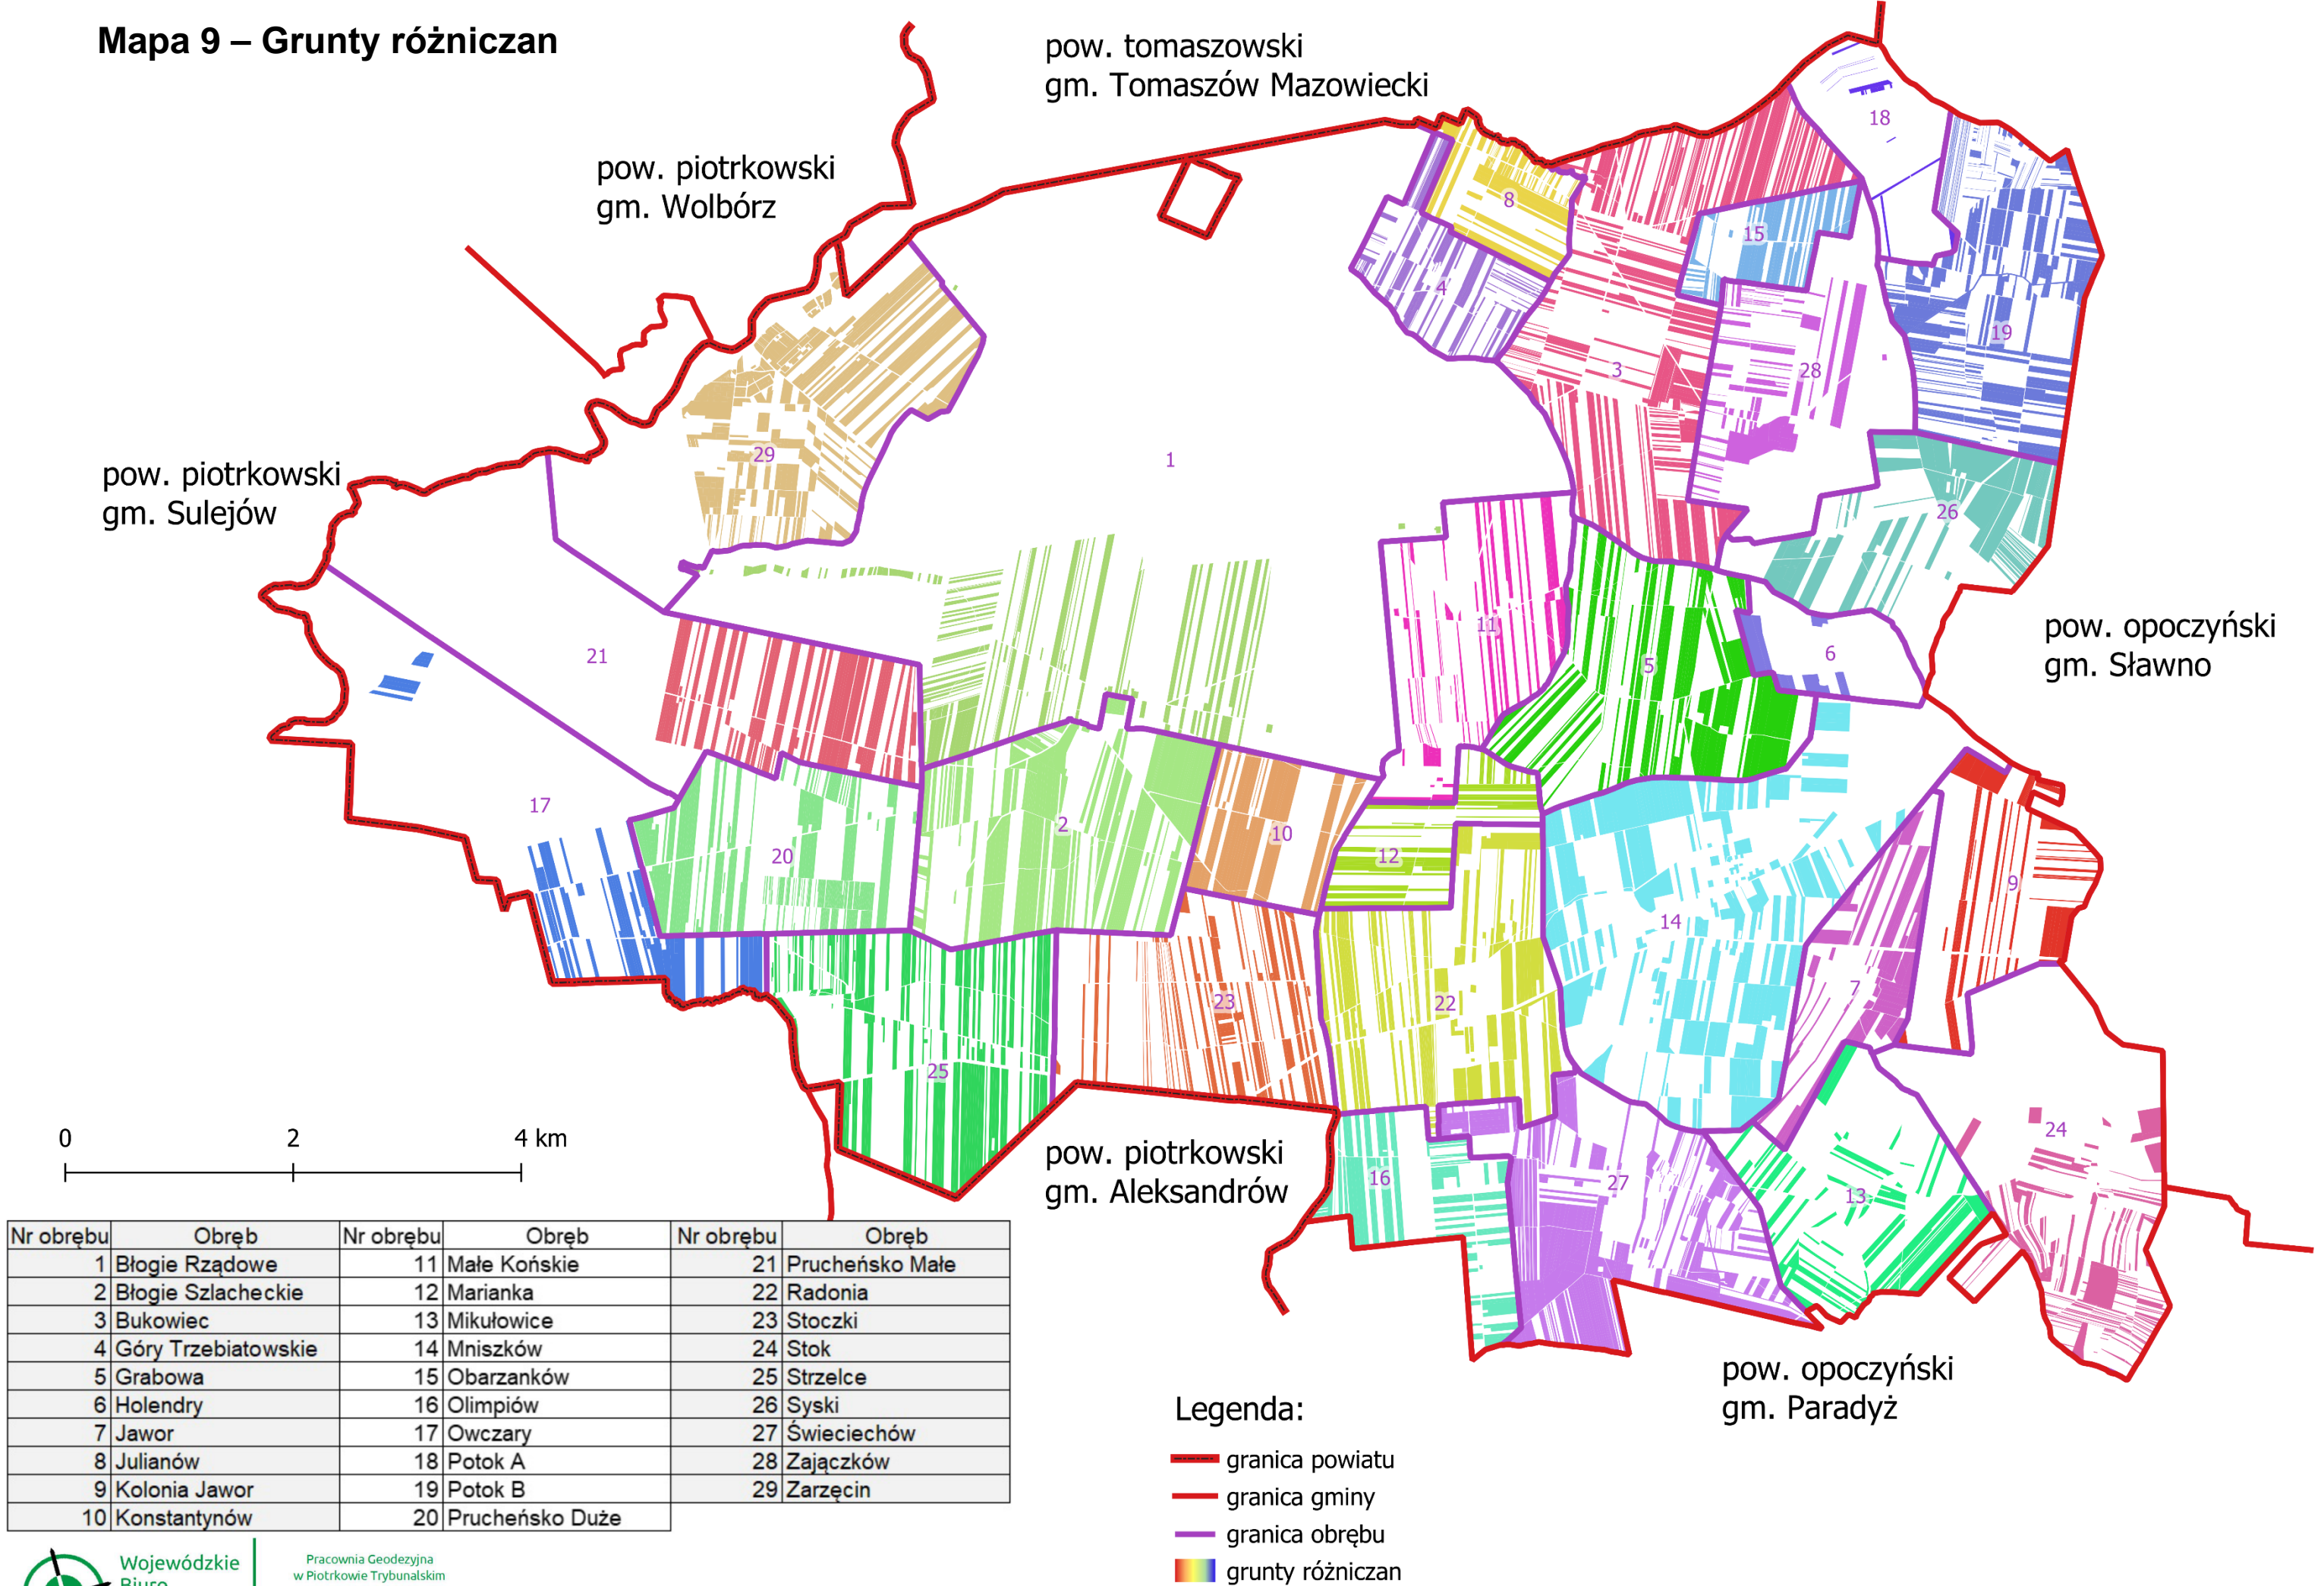 Mapa 9 – Grunty różniczan
pow. tomaszowski
gm. Tomaszów Mazowiecki
pow. piotrkowski
gm. Wolbórz
pow. piotrkowski
gm. Sulejów
pow. opoczyński
gm. Sławno
pow. piotrkowski
gm. Aleksandrów
pow. opoczyński
gm. Paradyż
18
8
15
4
19
3
28
29
1
26
11
21
6
5
17
2
10
20
12
9
14
7
23
22
25
24
16
27
13
0 2 4 km
Nr obrębu Obręb Nr obrębu Obręb Nr obrębu Obręb
1 Błogie Rządowe 11 Małe Końskie 21 Prucheńsko Małe
2 Błogie Szlacheckie 12 Marianka 22 Radonia
3 Bukowiec 13 Mikułowice 23 Stoczki
4 Góry Trzebiatowskie 14 Mniszków 24 Stok
5 Grabowa 15 Obarzanków 25 Strzelce
6 Holendry 16 Olimpiów 26 Syski
7 Jawor 17 Owczary 27 Świeciechów
8 Julianów 18 Potok A 28 Zajączków
9 Kolonia Jawor 19 Potok B 29 Zarzęcin
10 Konstantynów 20 Prucheńsko Duże
Legenda:
granica powiatu
granica gminy
granica obrębu
grunty różniczan
Wojewódzkie
Biuro
Pracownia Geodezyjna
w Piotrkowie Trybunalskim